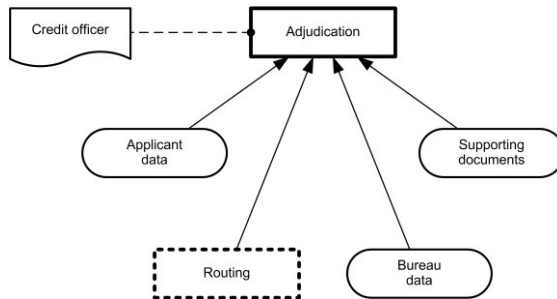 Credit officer
Adjudication
Applicant
data
Supporting
documents
Routing
Bureau
data